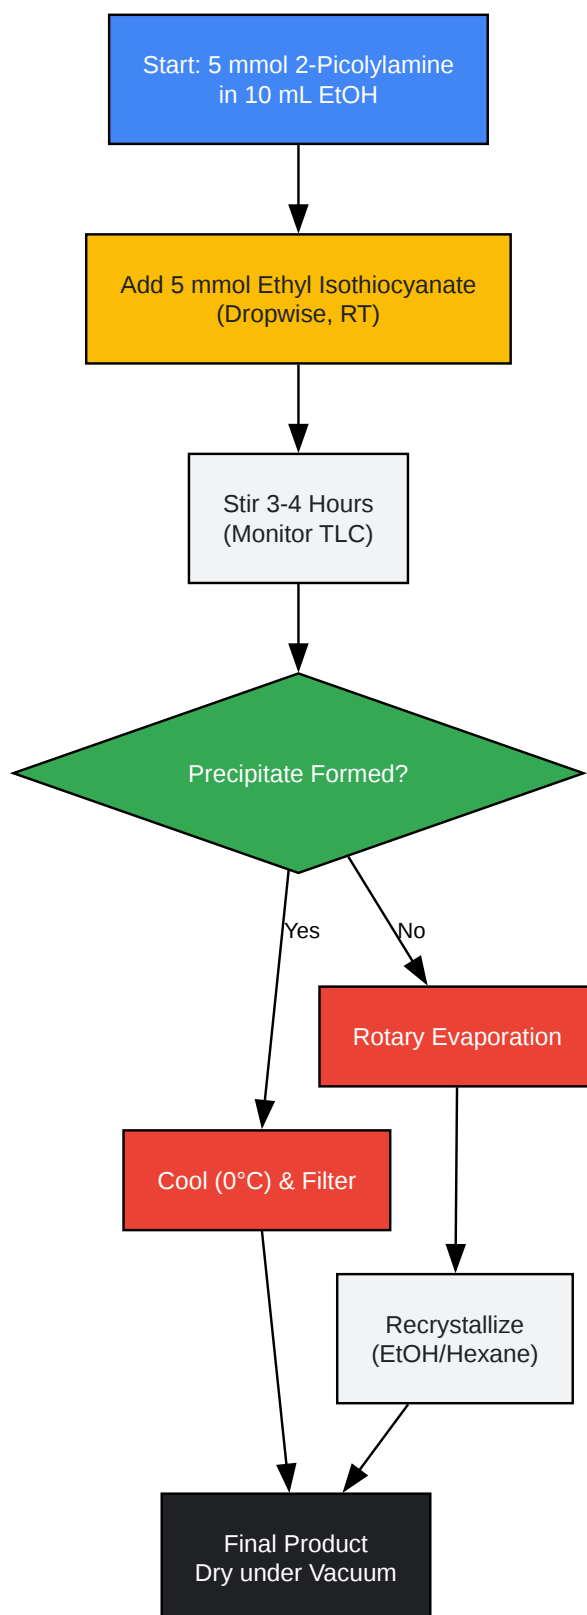 Start: 5 mmol 2-Picolylamine
in 10 mL EtOH
Add 5 mmol Ethyl Isothiocyanate
(Dropwise, RT)
Stir 3-4 Hours
(Monitor TLC)
Precipitate Formed?
Yes
No
Rotary Evaporation
Cool (0°C) & Filter
Recrystallize
(EtOH/Hexane)
Final Product
Dry under Vacuum